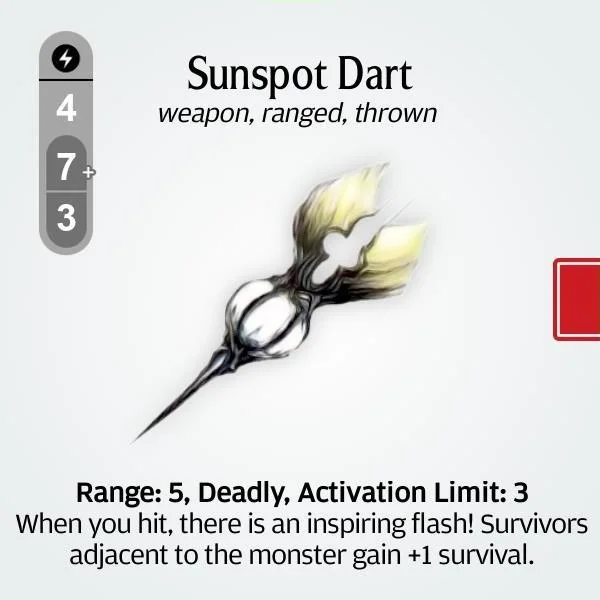 Sunspot Dart
weapon, ranged, thrown
4
7+
3
Range: 5, Deadly, Activation Limit: 3
When you hit, there is an inspiring flash! Survivors
adjacent to the monster gain +1 survival.